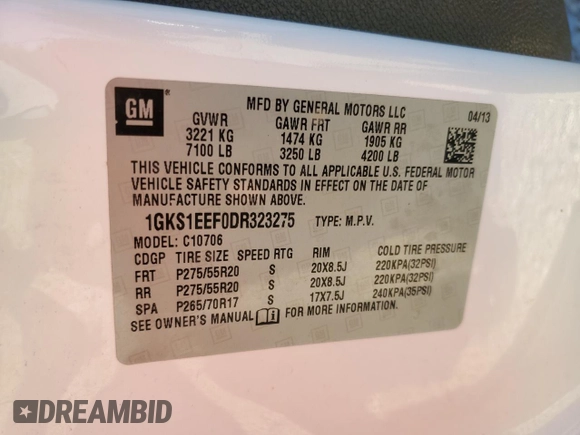 GM
MFD BY GENERAL MOTORS LLC 04/13
GVWR GAWR FRT GAWR RR
3221 KG 1474 KG 1905 KG
7100 LB 3250 LB 4200 LB
THIS VEHICLE CONFORMS TO ALL APPLICABLE U.S. FEDERAL MOTOR
VEHICLE SAFETY STANDARDS IN EFFECT ON THE DATE OF
MANUFACTURE SHOWN ABOVE.
1GKS1EEF0DR323275 TYPE: M.P.V.
MODEL: C10706
CDGP TIRE SIZE SPEED RTG RIM COLD TIRE PRESSURE
FRT P275/55R20 S 20X8.5J 220KPA(32PSI)
RR P275/55R20 S 20X8.5J 220KPA(32PSI)
SPA P265/70R17 S 17X7.5J 240KPA(35PSI)
SEE OWNER'S MANUAL FOR MORE INFORMATION.
DREAMBID